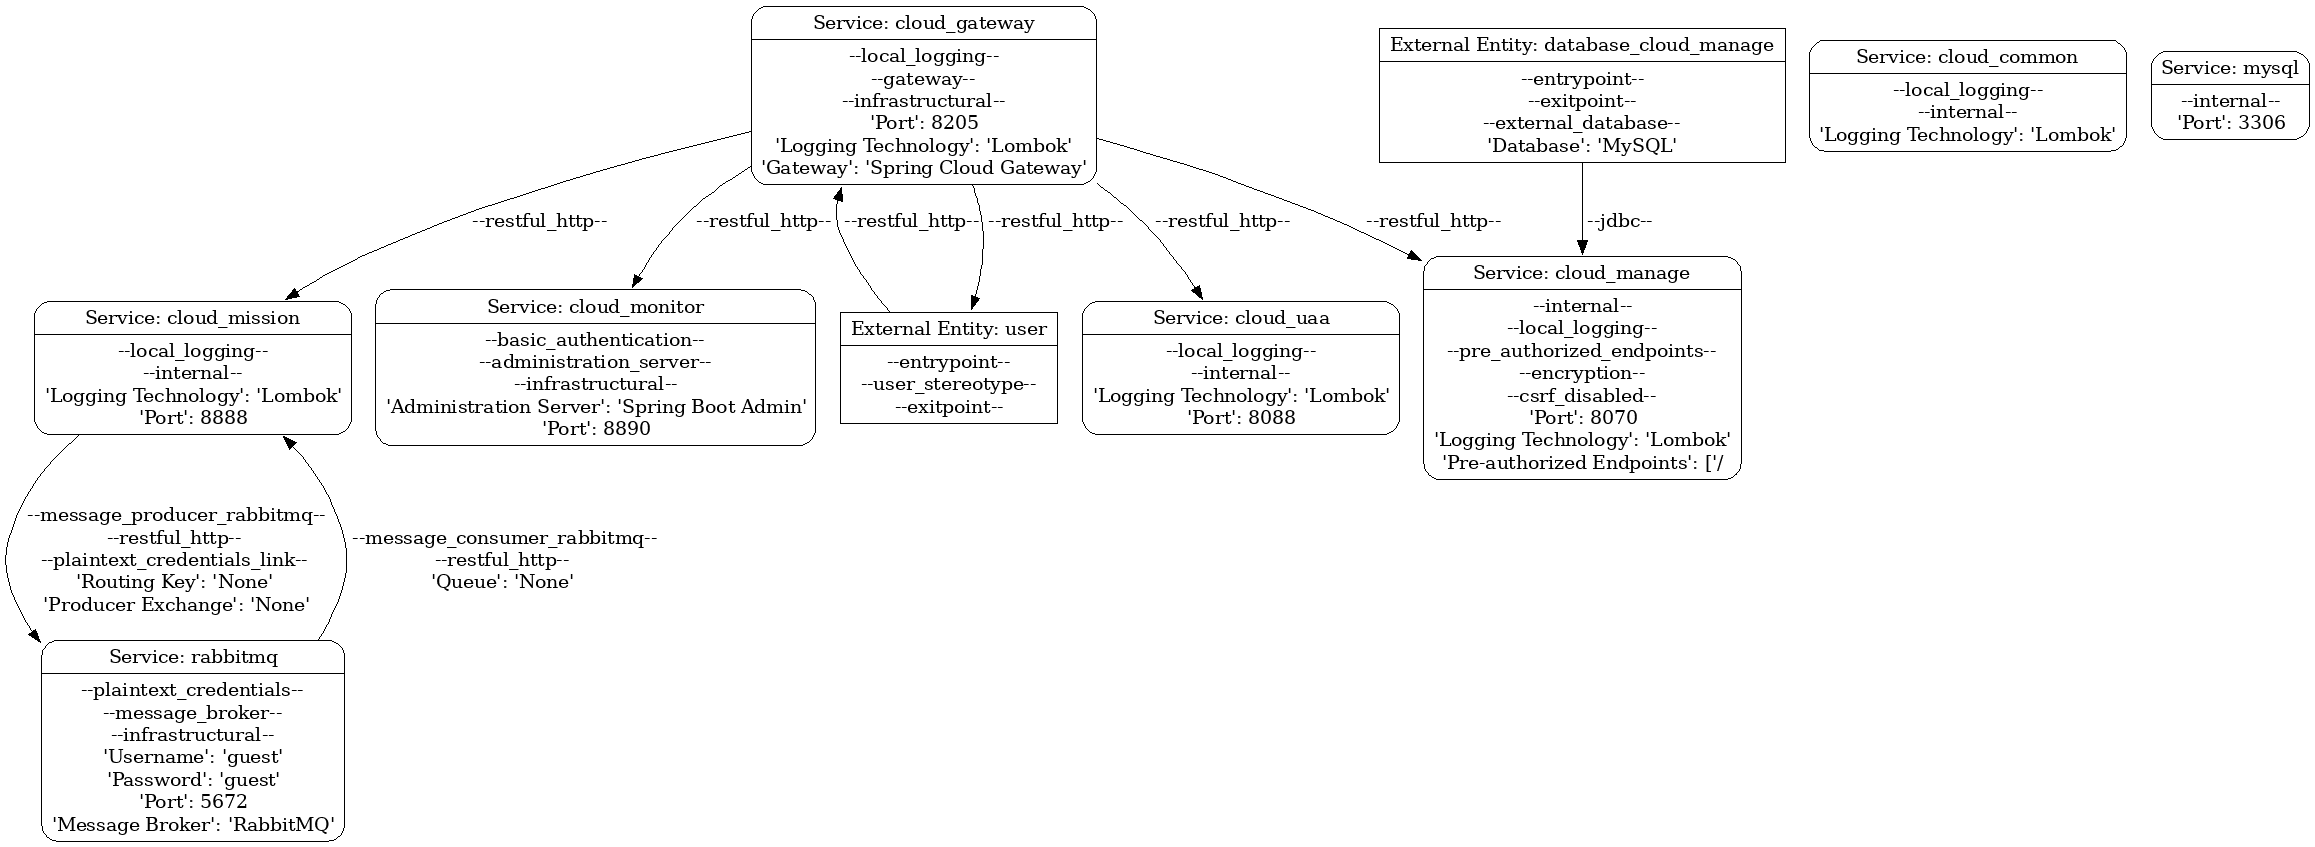 Service: cloud_gateway
--local_logging--
--gateway--
--infrastructural--
'Port': 8205
'Logging Technology': 'Lombok'
'Gateway': 'Spring Cloud Gateway'
External Entity: database_cloud_manage
--entrypoint--
--exitpoint--
--external_database--
'Database': 'MySQL'
Service: cloud_common
--local_logging--
--internal--
'Logging Technology': 'Lombok'
Service: mysql
--internal--
'Port': 3306
--restful_http--
--restful_http--
--restful_http--
--restful_http--
--restful_http--
--restful_http--
--jdbc--
Service: cloud_mission
--local_logging--
--internal--
'Logging Technology': 'Lombok'
'Port': 8888
Service: cloud_monitor
--basic_authentication--
--administration_server--
--infrastructural--
'Administration Server': 'Spring Boot Admin'
'Port': 8890
External Entity: user
--entrypoint--
--user_stereotype--
--exitpoint--
Service: cloud_uaa
--local_logging--
--internal--
'Logging Technology': 'Lombok'
'Port': 8088
Service: cloud_manage
--internal--
--local_logging--
--pre_authorized_endpoints--
--encryption--
--csrf_disabled--
'Port': 8070
'Logging Technology': 'Lombok'
'Pre-authorized Endpoints': ['/
--message_producer_rabbitmq--
--restful_http--
--plaintext_credentials_link--
'Routing Key': 'None'
'Producer Exchange': 'None'
--message_consumer_rabbitmq--
--restful_http--
'Queue': 'None'
Service: rabbitmq
--plaintext_credentials--
--message_broker--
--infrastructural--
'Username': 'guest'
'Password': 'guest'
'Port': 5672
'Message Broker': 'RabbitMQ'